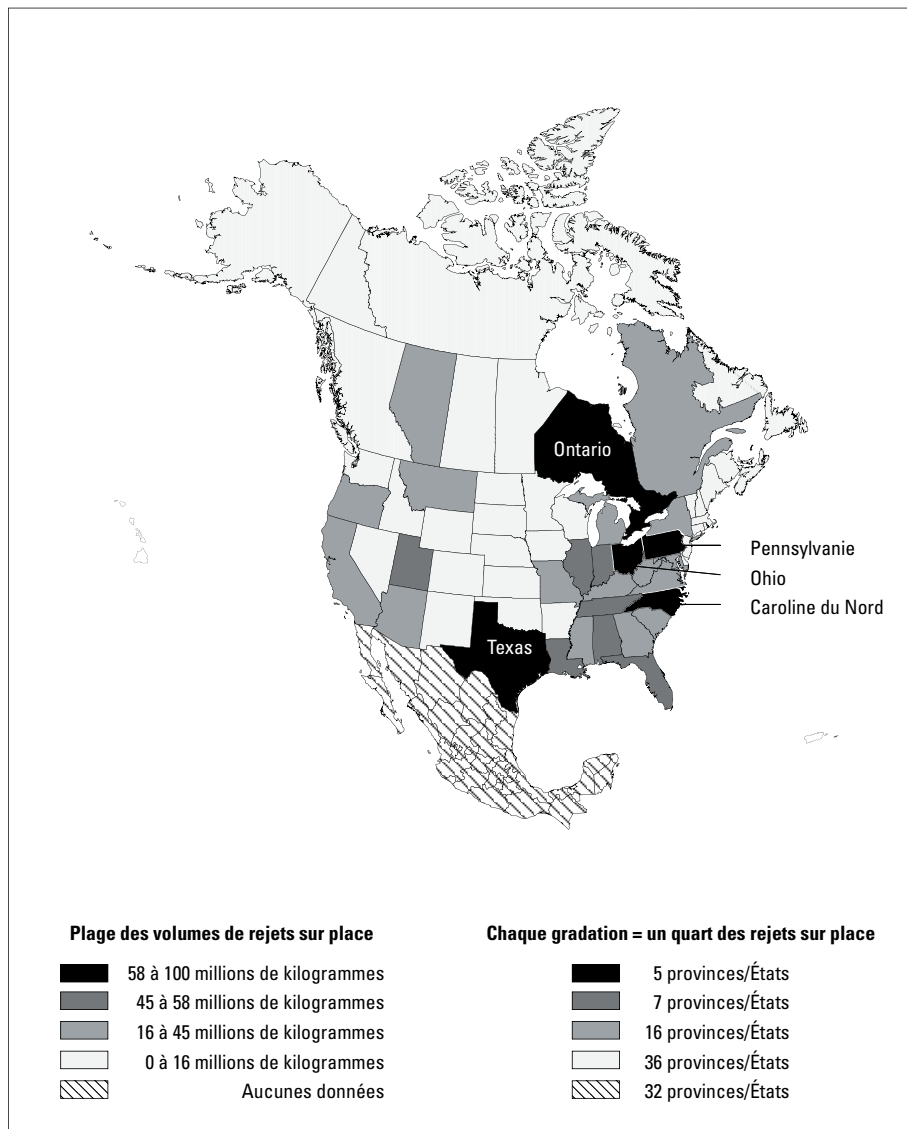 Ontario
Pennsylvanie
Ohio
Caroline du Nord
Texas
Plage des volumes de rejets sur place
58 à 100 millions de kilogrammes
45 à 58 millions de kilogrammes
16 à 45 millions de kilogrammes
0 à 16 millions de kilogrammes
Aucunes données
Chaque gradation = un quart des rejets sur place
5 provinces/États
7 provinces/États
16 provinces/États
36 provinces/États
32 provinces/États